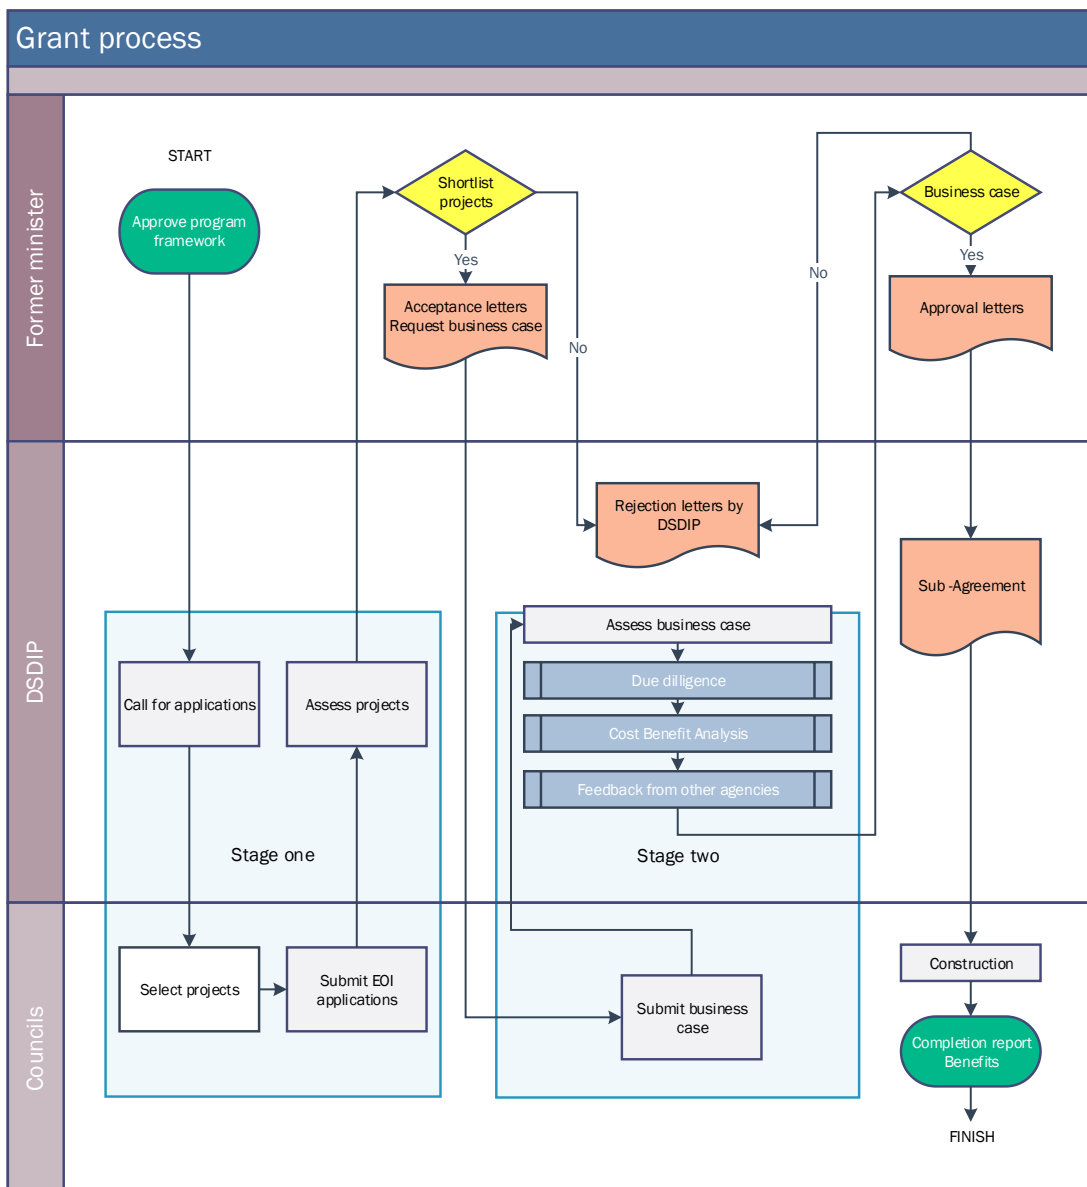 Grant process
Former minister
START
Approve program
framework
Shortlist
projects
Yes
Acceptance letters
Request business case
No
Business case
No
Yes
Approval letters
DSDIP
Rejection letters by
DSDIP
Sub -Agreement
Call for applications
Assess projects
Stage one
Assess business case
Due dilligence
Cost Benefit Analysis
Feedback from other agencies
Stage two
Councils
Select projects
Submit EOI
applications
Submit business
case
Construction
Completion report
Benefits
FINISH